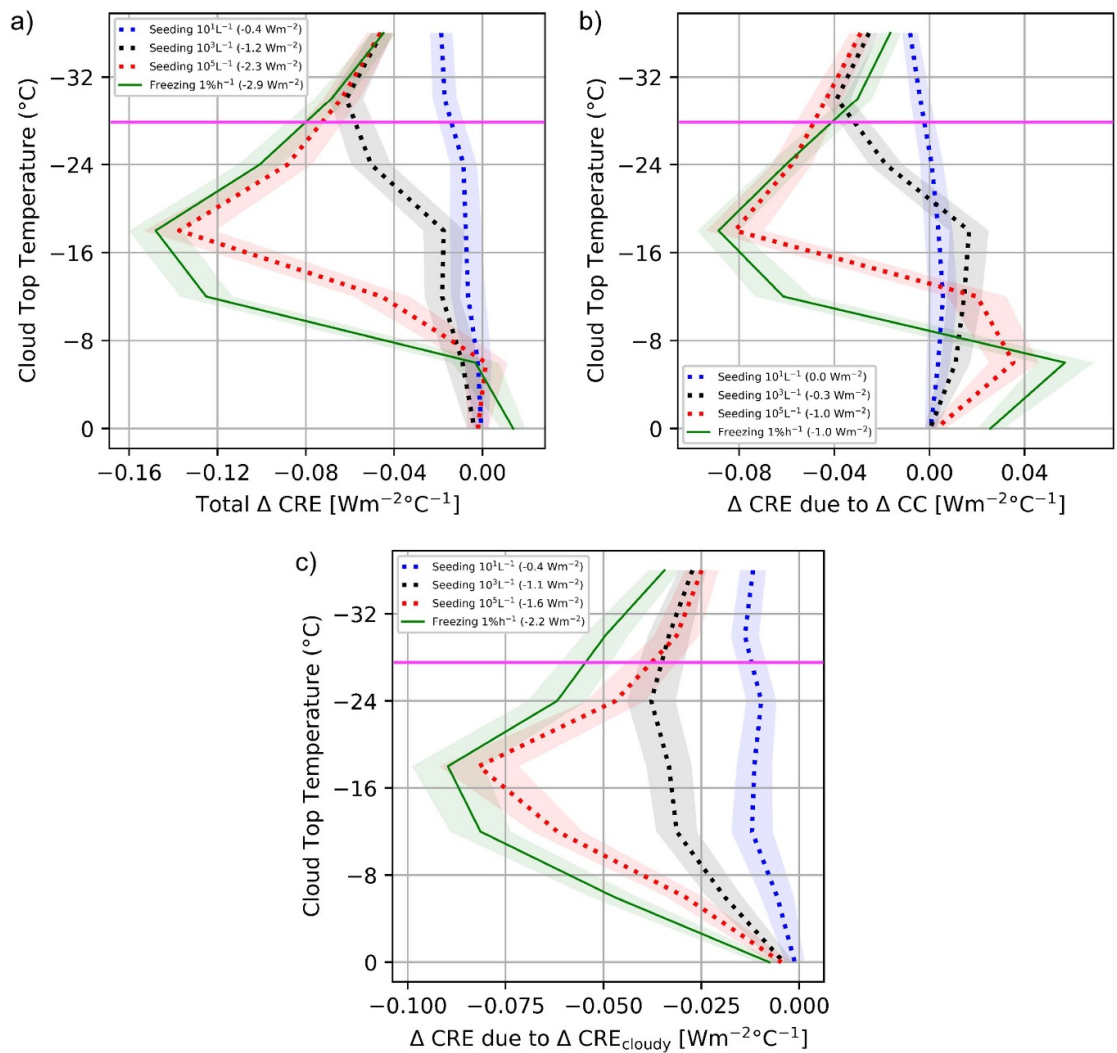 a)
Seeding 10¹L⁻¹ (-0.4 Wm⁻²)
Seeding 10³L⁻¹ (-1.2 Wm⁻²)
Seeding 10⁵L⁻¹ (-2.3 Wm⁻²)
Freezing 1%h⁻¹ (-2.9 Wm⁻²)
−32
−28
−24
−16
−8
0
Cloud Top Temperature (°C)
−0.16
−0.12
−0.08
−0.04
0.00
Total Δ CRE [Wm⁻²°C⁻¹]
b)
−32
−28
−24
−16
−8
0
Cloud Top Temperature (°C)
Seeding 10¹L⁻¹ (0.0 Wm⁻²)
Seeding 10³L⁻¹ (-0.3 Wm⁻²)
Seeding 10⁵L⁻¹ (-1.0 Wm⁻²)
Freezing 1%h⁻¹ (-1.0 Wm⁻²)
−0.08
−0.04
0.00
0.04
Δ CRE due to Δ CC [Wm⁻²°C⁻¹]
c)
Seeding 10¹L⁻¹ (-0.4 Wm⁻²)
Seeding 10³L⁻¹ (-1.1 Wm⁻²)
Seeding 10⁵L⁻¹ (-1.6 Wm⁻²)
Freezing 1%h⁻¹ (-2.2 Wm⁻²)
−32
−24
−16
−8
0
Cloud Top Temperature (°C)
−0.100
−0.075
−0.050
−0.025
0.000
Δ CRE due to Δ CRE_cloudy [Wm⁻²°C⁻¹]